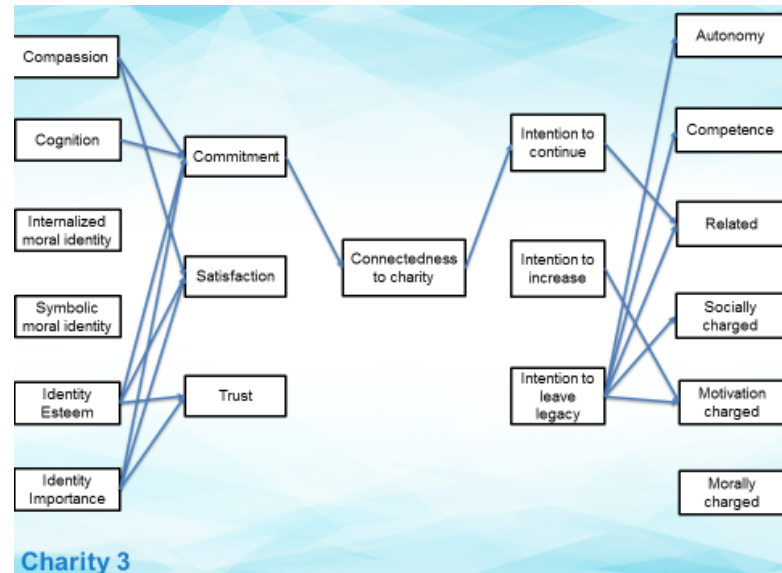 Compassion
Cognition
Internalized
moral identity
Symbolic
moral identity
Identity
Esteem
Identity
Importance
Commitment
Satisfaction
Trust
Connectedness
to charity
Intention to
continue
Intention to
increase
Intention to
leave
legacy
Autonomy
Competence
Related
Socially
charged
Motivation
charged
Morally
charged
Charity 3